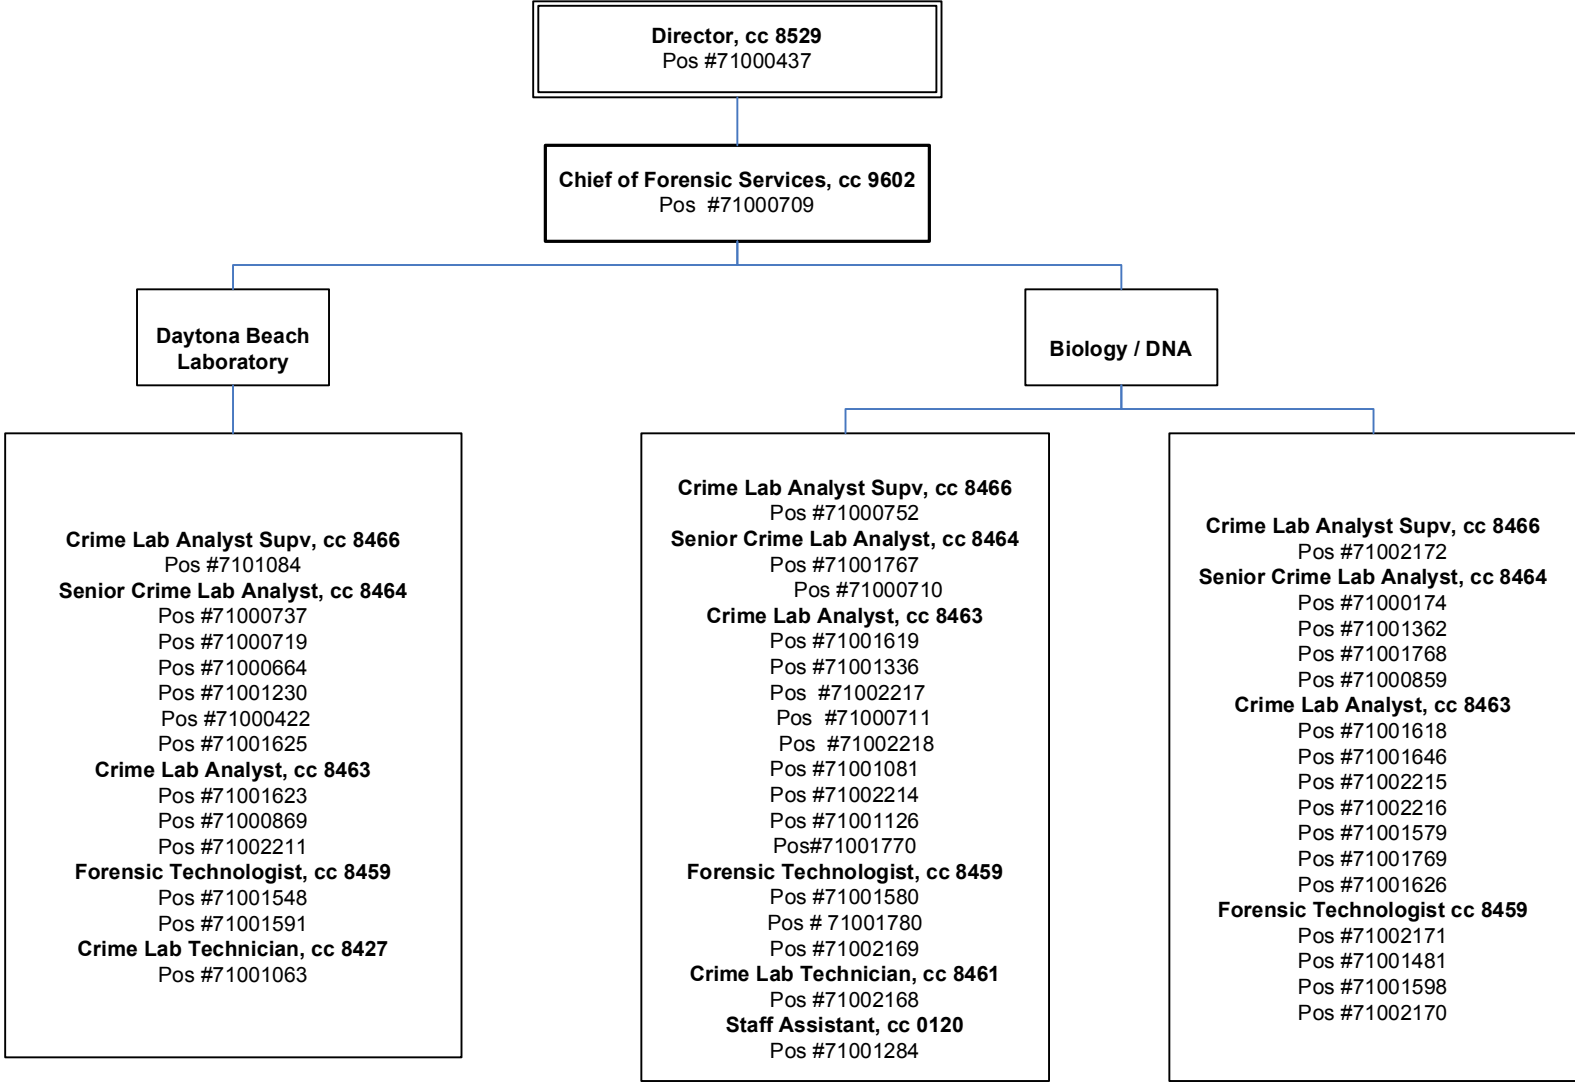 Director, cc 8529
Pos #71000437
Chief of Forensic Services, cc 9602
Pos  #71000709
Daytona Beach
Laboratory
Biology / DNA
Crime Lab Analyst Supv, cc 8466
Pos #7101084
Senior Crime Lab Analyst, cc 8464
Pos #71000737
Pos #71000719
Pos #71000664
Pos #71001230
Pos #71000422
Pos #71001625
Crime Lab Analyst, cc 8463
Pos #71001623
Pos #71000869
Pos #71002211
Forensic Technologist, cc 8459
Pos #71001548
Pos #71001591
Crime Lab Technician, cc 8427
Pos #71001063
Crime Lab Analyst Supv, cc 8466
Pos #71000752
Senior Crime Lab Analyst, cc 8464
Pos #71001767
Pos #71000710
Crime Lab Analyst, cc 8463
Pos #71001619
Pos #71001336
Pos  #71002217
Pos  #71000711
Pos  #71002218
Pos #71001081
Pos #71002214
Pos #71001126
Pos#71001770
Forensic Technologist, cc 8459
Pos #71001580
Pos # 71001780
Pos #71002169
Crime Lab Technician, cc 8461
Pos #71002168
Staff Assistant, cc 0120
Pos #71001284
Crime Lab Analyst Supv, cc 8466
Pos #71002172
Senior Crime Lab Analyst, cc 8464
Pos #71000174
Pos #71001362
Pos #71001768
Pos #71000859
Crime Lab Analyst, cc 8463
Pos #71001618
Pos #71001646
Pos #71002215
Pos #71002216
Pos #71001579
Pos #71001769
Pos #71001626
Forensic Technologist cc 8459
Pos #71002171
Pos #71001481
Pos #71001598
Pos #71002170